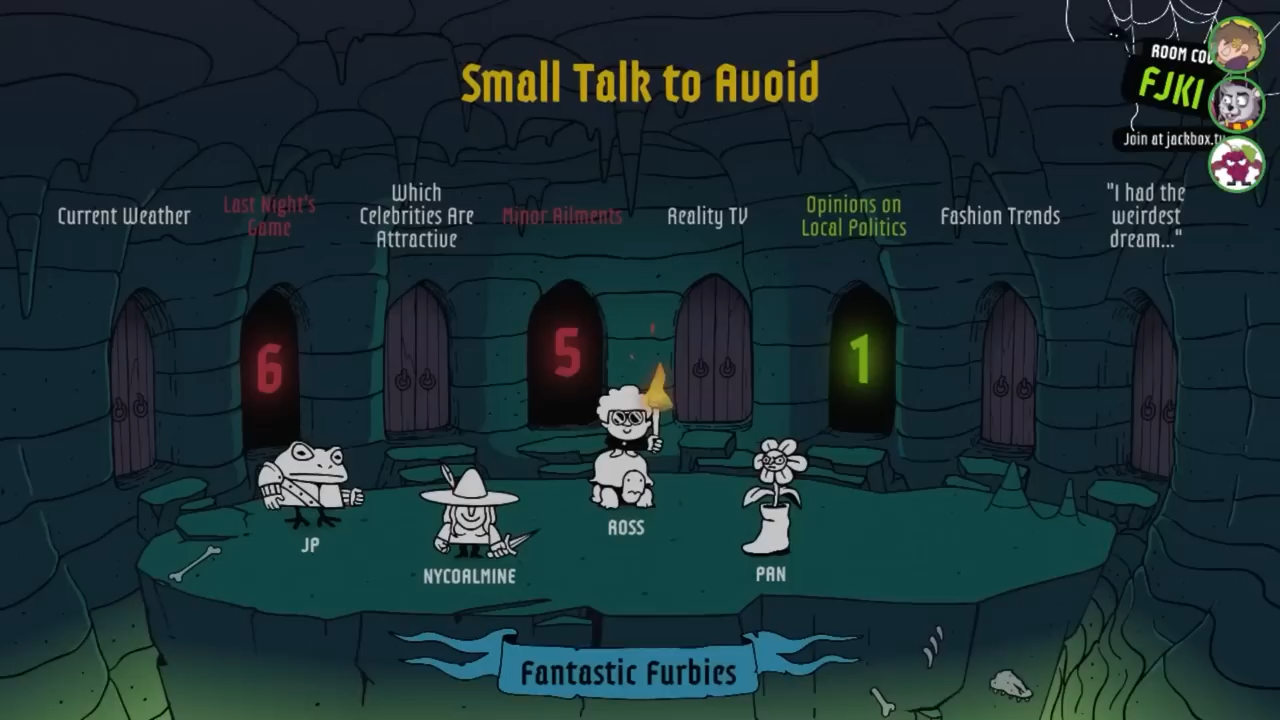 Small Talk to Avoid
ROOM COD
FJKI
Join at jackbox.tv
Current Weather
Last Night's
Game
Which
Celebrities Are
Attractive
Minor Ailments
Reality TV
Opinions on
Local Politics
Fashion Trends
"I had the
weirdest
dream..."
6
5
1
JP
NYCOALMINE
ROSS
PAN
Fantastic Furbies